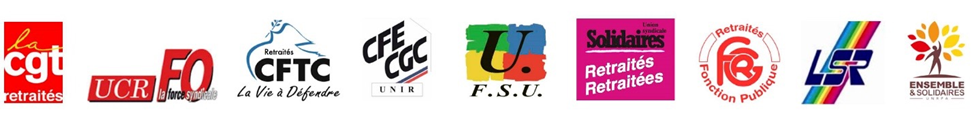 la
cgt
retraités
UCR
FO
la force syndicale
Retraités
CFTC
La Vie à Défendre
CFE
CGC
UNIR
U.
F.S.U.
Union
syndicale
Solidaires
Retraités
Retraitées
Retraités
FGR
Fonction Publique
LSR
ENSEMBLE
& SOLIDAIRES
UNRPA